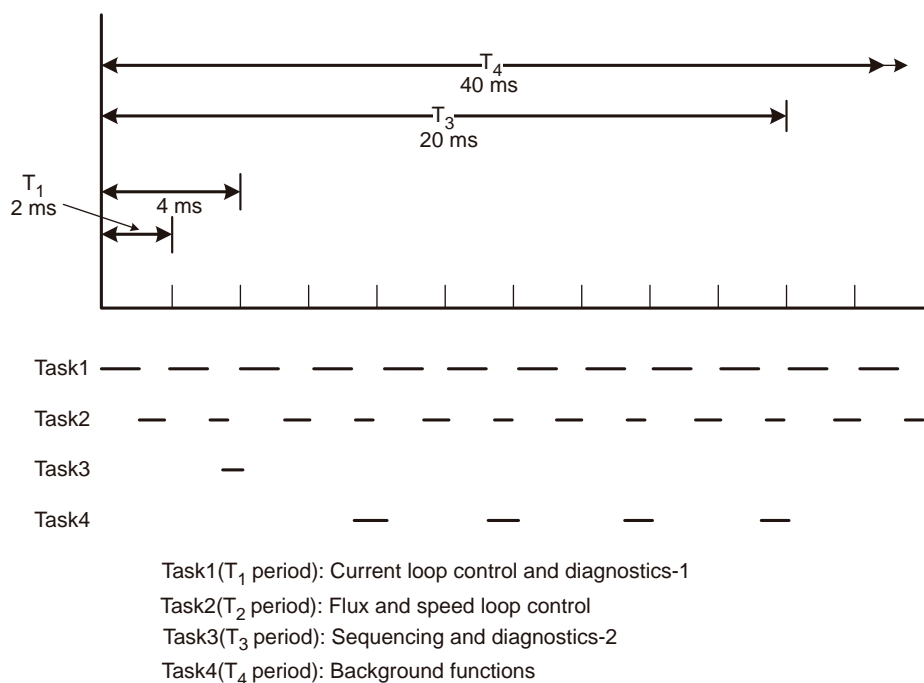 T4
40 ms
T3
20 ms
T1
2 ms
4 ms
Task1
Task2
Task3
Task4
Task1(T1 period): Current loop control and diagnostics-1
Task2(T2 period): Flux and speed loop control
Task3(T3 period): Sequencing and diagnostics-2
Task4(T4 period): Background functions